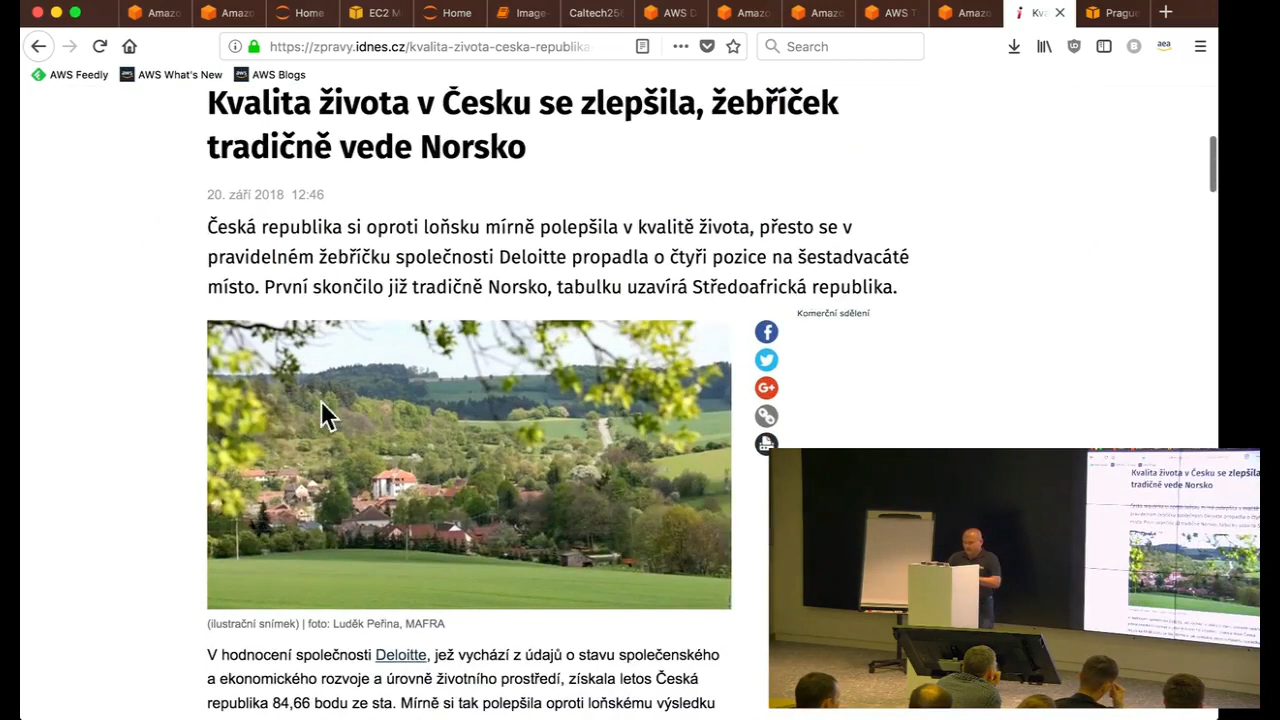 Amazo
Amazo
Home
EC2 M
Home
Image-
Caltech256
AWS D
Amazo
Amazo
AWS T
Amazo
Kva
Prague
https://zpravy.idnes.cz/kvalita-zivota-ceska-republika-
Search
aea
AWS Feedly
AWS What's New
AWS Blogs
Kvalita života v Česku se zlepšila, žebříček
tradičně vede Norsko
20. září 2018 12:46
Česká republika si oproti loňsku mírně polepšila v kvalitě života, přesto se v
pravidelném žebříčku společnosti Deloitte propadla o čtyři pozice na šestadvacáté
místo. První skončilo již tradičně Norsko, tabulku uzavírá Středoafrická republika.
Komerční sdělení
(ilustrační snímek) | foto: Luděk Peřina, MAFRA
V hodnocení společnosti Deloitte, jež vychází z údajů o stavu společenského
a ekonomického rozvoje a úrovně životního prostředí, získala letos Česká
republika 84,66 bodu ze sta. Mírně si tak polepšila oproti loňskému výsledku
Kvalita života v Česku se zlepšila
tradičně vede Norsko